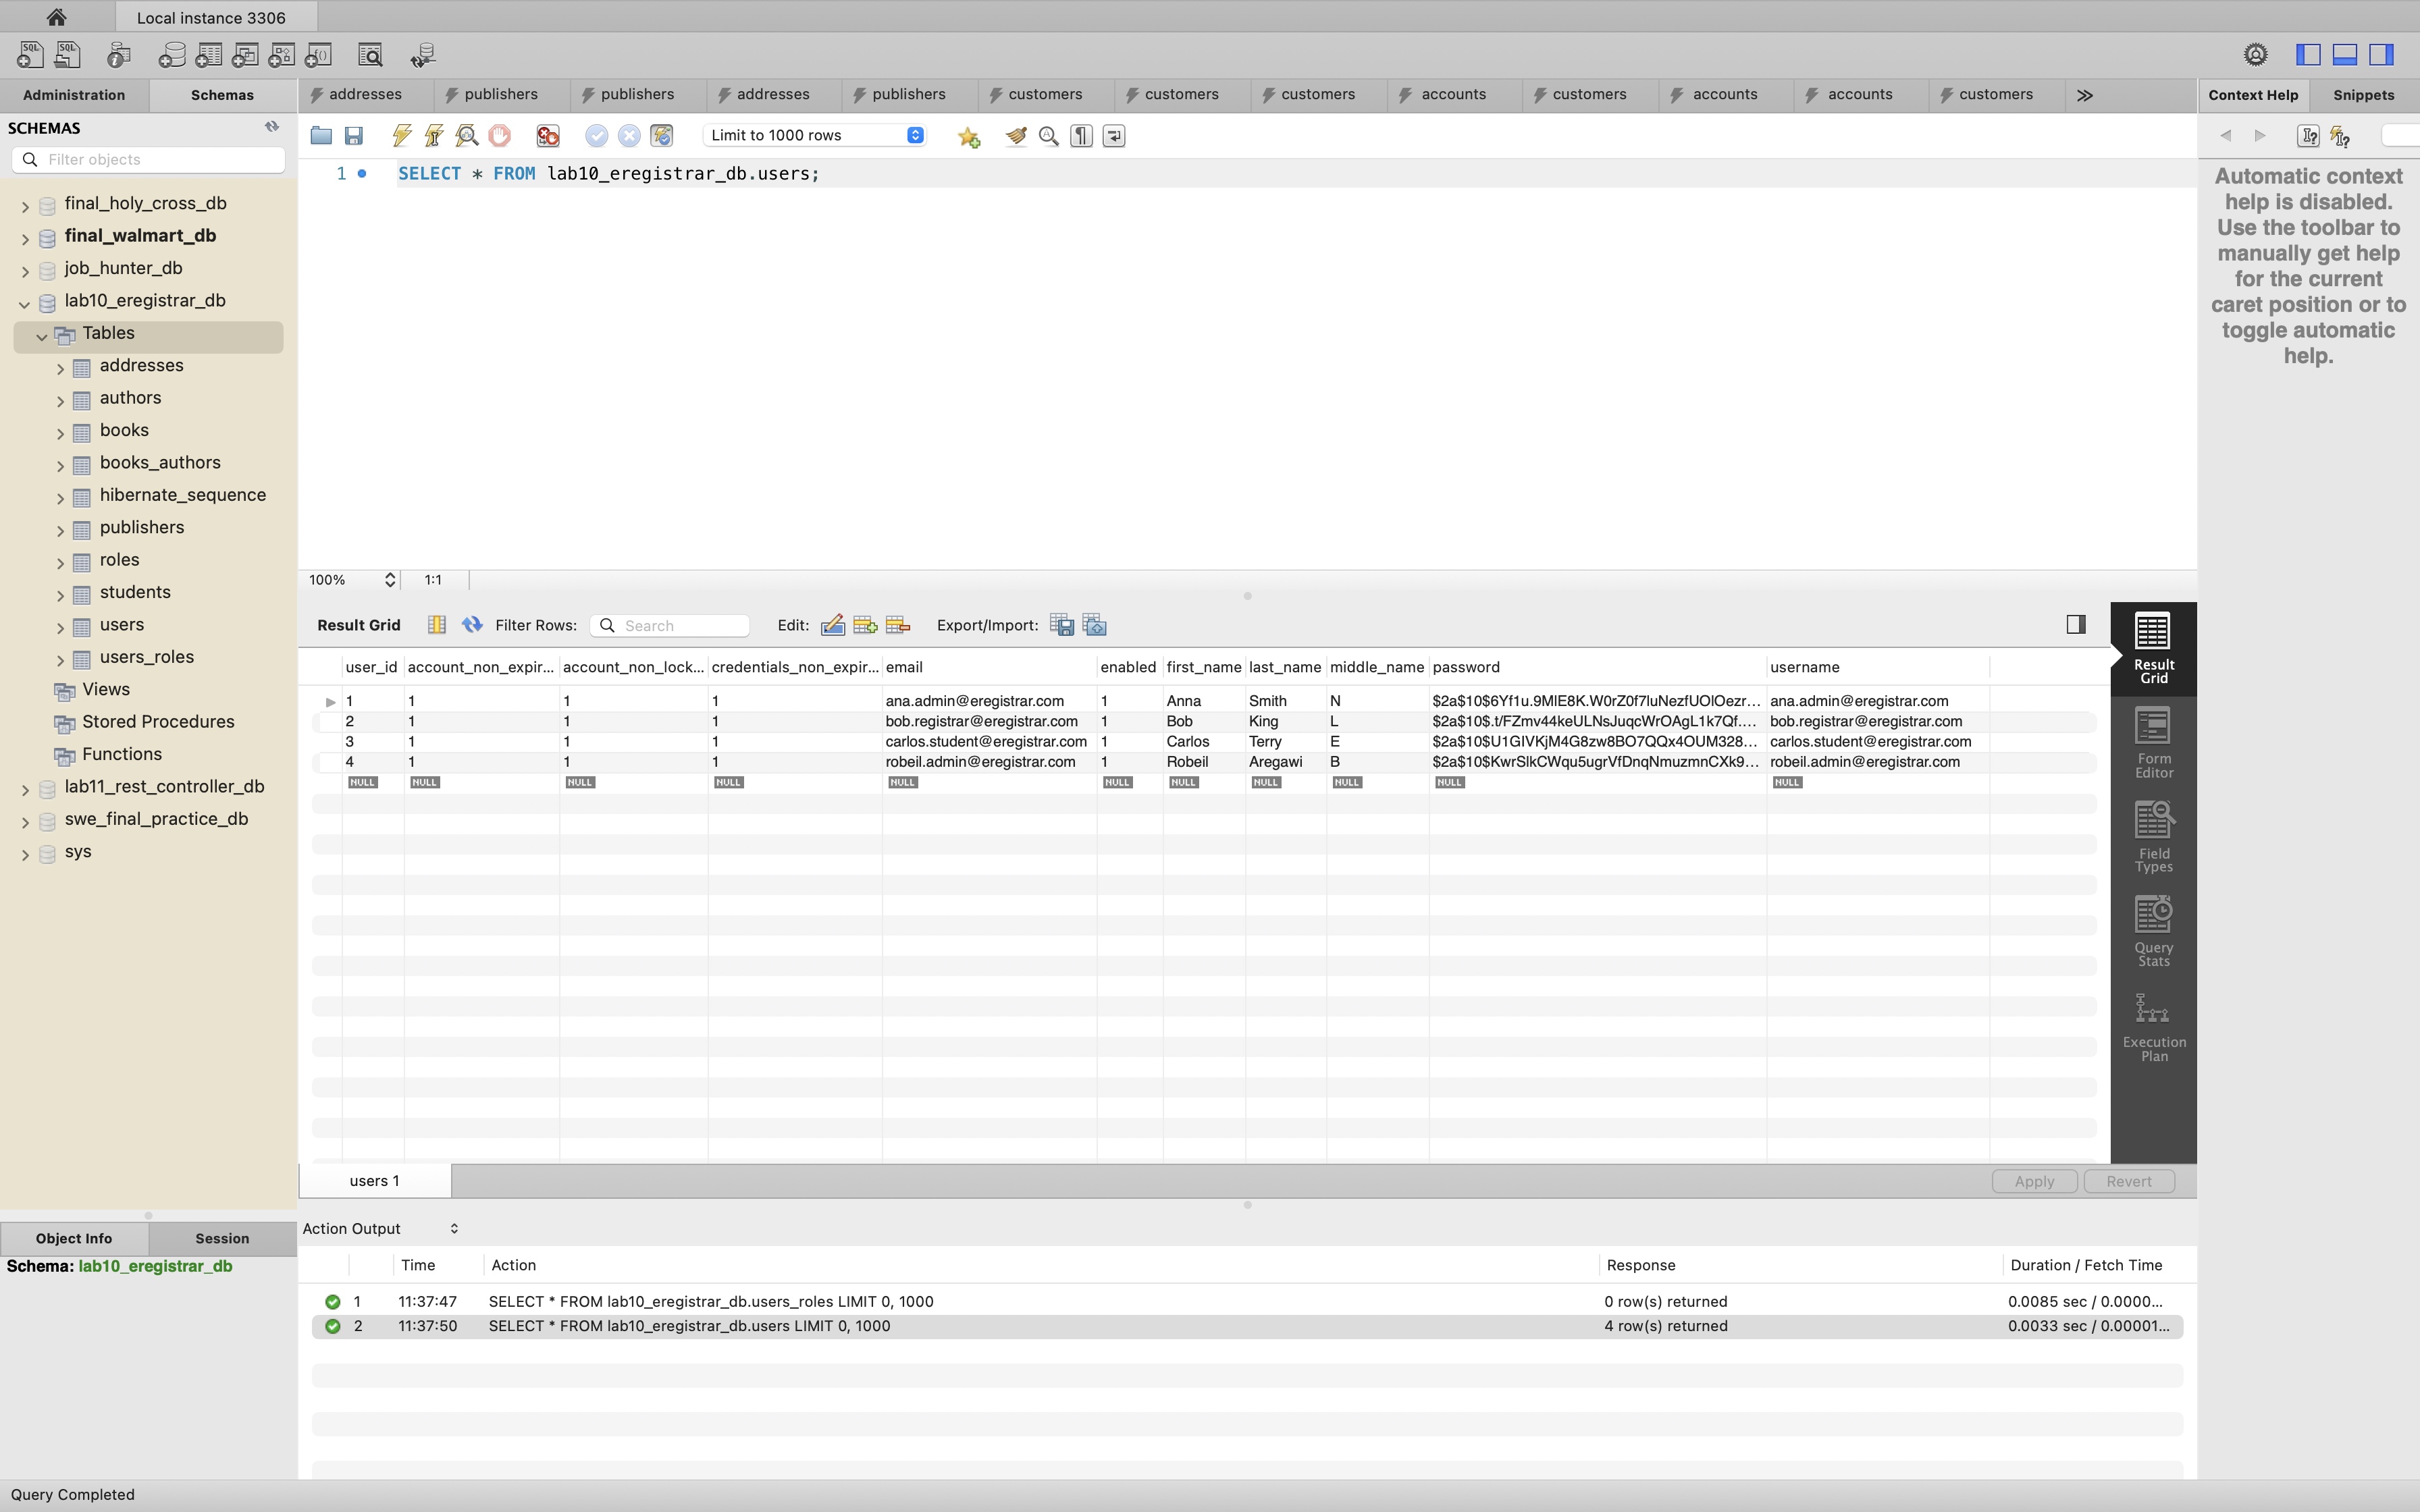 Local instance 3306
SQL SQL
Administration Schemas addresses publishers publishers addresses publishers customers customers customers accounts customers accounts accounts customers Context Help Snippets
SCHEMAS
Filter objects
Limit to 1000 rows
1 SELECT * FROM lab10_eregistrar_db.users;
Automatic context
help is disabled.
Use the toolbar to
manually get help
for the current
caret position or to
toggle automatic
help.
final_holy_cross_db
final_walmart_db
job_hunter_db
lab10_eregistrar_db
Tables
addresses
authors
books
books_authors
hibernate_sequence
publishers
roles
students
users
users_roles
Views
Stored Procedures
Functions
lab11_rest_controller_db
swe_final_practice_db
sys
100% 1:1
Result Grid Filter Rows: Search Edit: Export/Import:
user_id account_non_expir... account_non_lock... credentials_non_expir... email enabled first_name last_name middle_name password username
1 1 1 1 ana.admin@eregistrar.com 1 Anna Smith N $2a$10$6Yf1u.9MlE8K.W0rZ0f7luNezfUOlOezr... ana.admin@eregistrar.com
2 1 1 1 bob.registrar@eregistrar.com 1 Bob King L $2a$10$.t/FZmv44keULNsJuqcWrOAgL1k7Qf.... bob.registrar@eregistrar.com
3 1 1 1 carlos.student@eregistrar.com 1 Carlos Terry E $2a$10$U1GIVKjM4G8zw8BO7QQx4OUM328... carlos.student@eregistrar.com
4 1 1 1 robeil.admin@eregistrar.com 1 Robeil Aregawi B $2a$10$KwrSlkCWqu5ugrVfDnqNmuzmnCXk9... robeil.admin@eregistrar.com
NULL NULL NULL NULL NULL NULL NULL NULL NULL NULL NULL
Result
Grid
Form
Editor
Field
Types
Query
Stats
Execution
Plan
users 1 Apply Revert
Object Info Session
Schema: lab10_eregistrar_db
Action Output
Time Action Response Duration / Fetch Time
1 11:37:47 SELECT * FROM lab10_eregistrar_db.users_roles LIMIT 0, 1000 0 row(s) returned 0.0085 sec / 0.0000...
2 11:37:50 SELECT * FROM lab10_eregistrar_db.users LIMIT 0, 1000 4 row(s) returned 0.0033 sec / 0.00001...
Query Completed